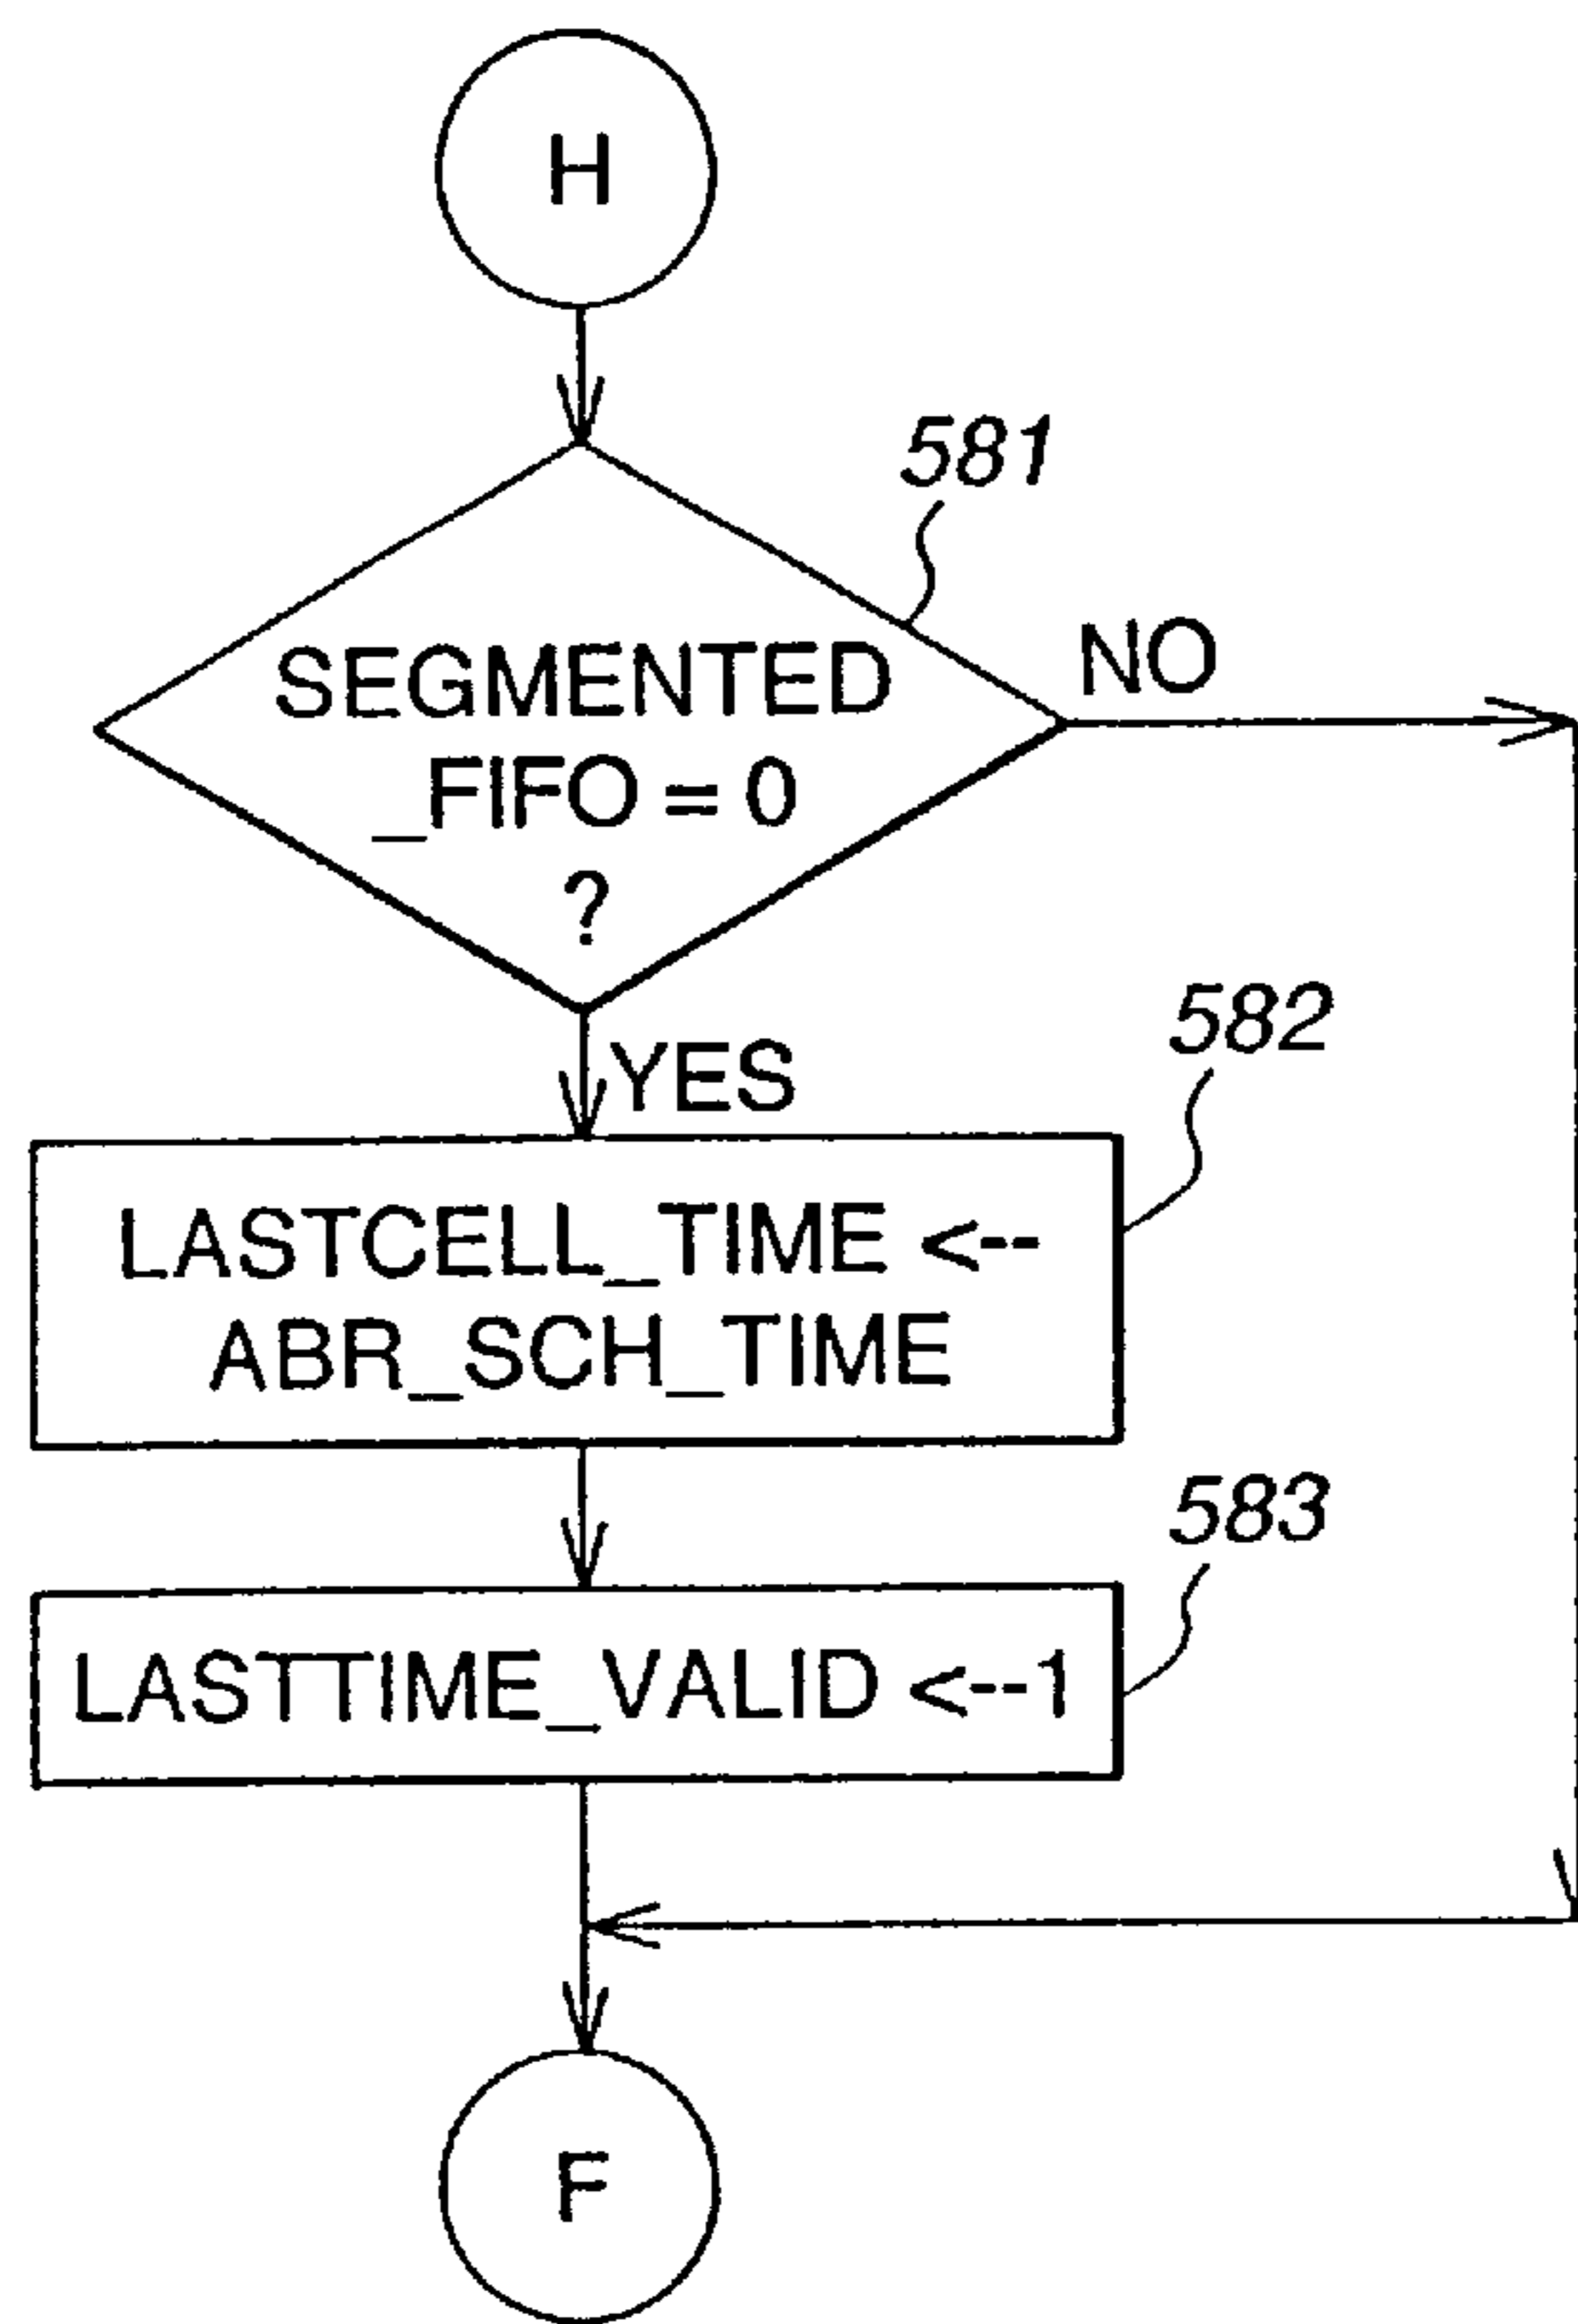 H
581
SEGMENTED
_FIFO = 0
?
NO
YES
582
LASTCELL_TIME <--
ABR_SCH_TIME
583
LASTTIME_VALID <--1
F